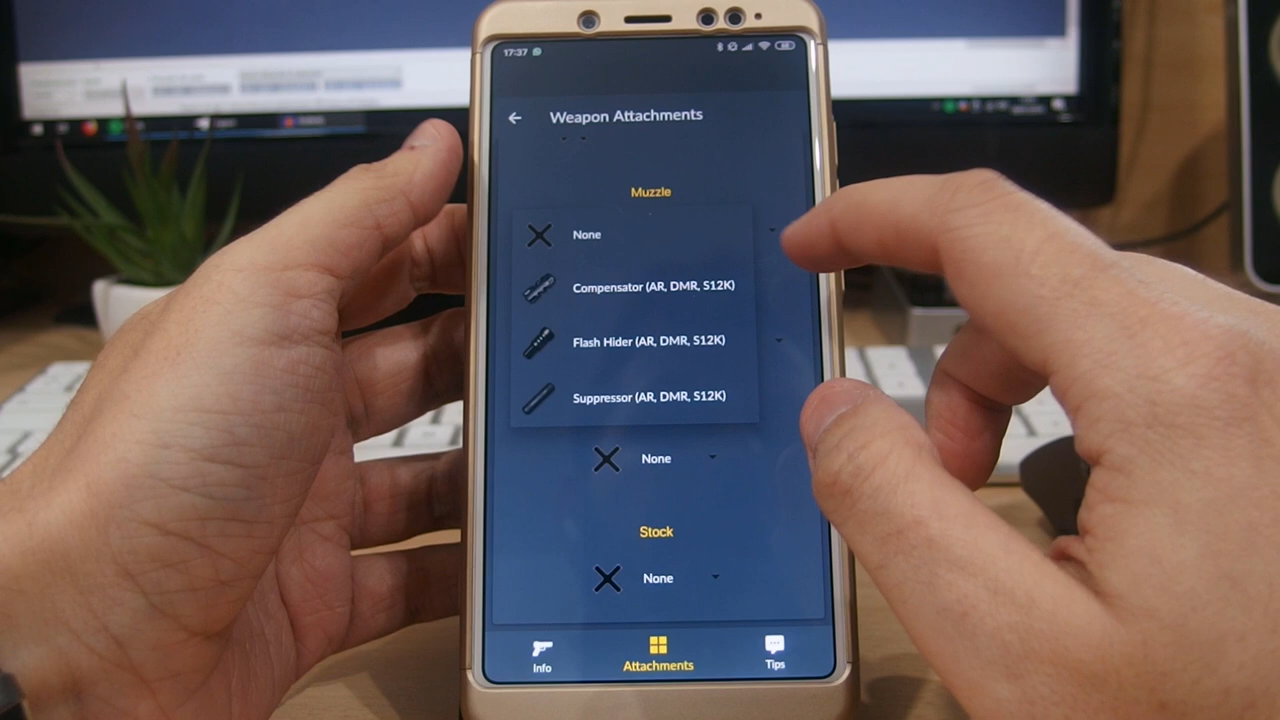 17:37
Weapon Attachments
Muzzle
None
Compensator (AR, DMR, S12K)
Flash Hider (AR, DMR, S12K)
Suppressor (AR, DMR, S12K)
None
Stock
None
Info
Attachments
Tips